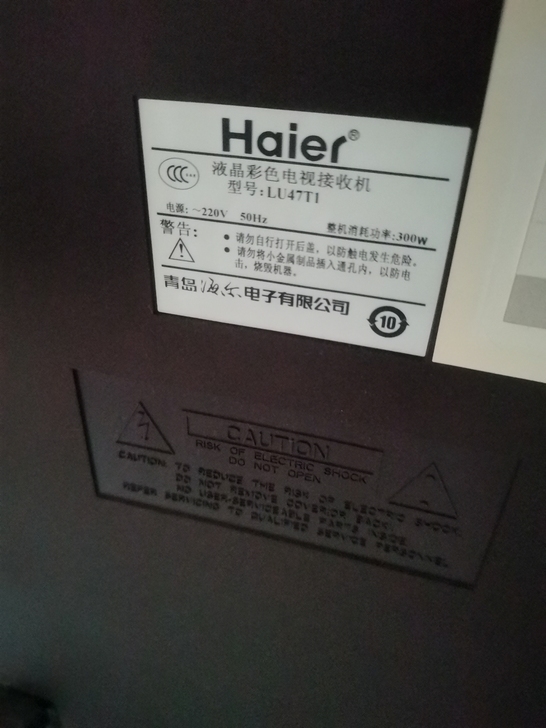 Haier®
CCC
液晶彩色电视接收机
型号:LU47T1
电源: ~220V 50Hz 整机消耗功率:300W
警告:
● 请勿自行打开后盖, 以防触电发生危险。
● 请勿将小金属制品插入通孔内, 以防电
击, 烧毁机器。
青岛海尔电子有限公司
10
CAUTION
RISK OF ELECTRIC SHOCK
DO NOT OPEN
CAUTION: TO REDUCE THE RISK OF ELECTRIC SHOCK,
DO NOT REMOVE COVER(OR BACK).
NO USER-SERVICEABLE PARTS INSIDE.
REFER SERVICING TO QUALIFIED SERVICE PERSONNEL.